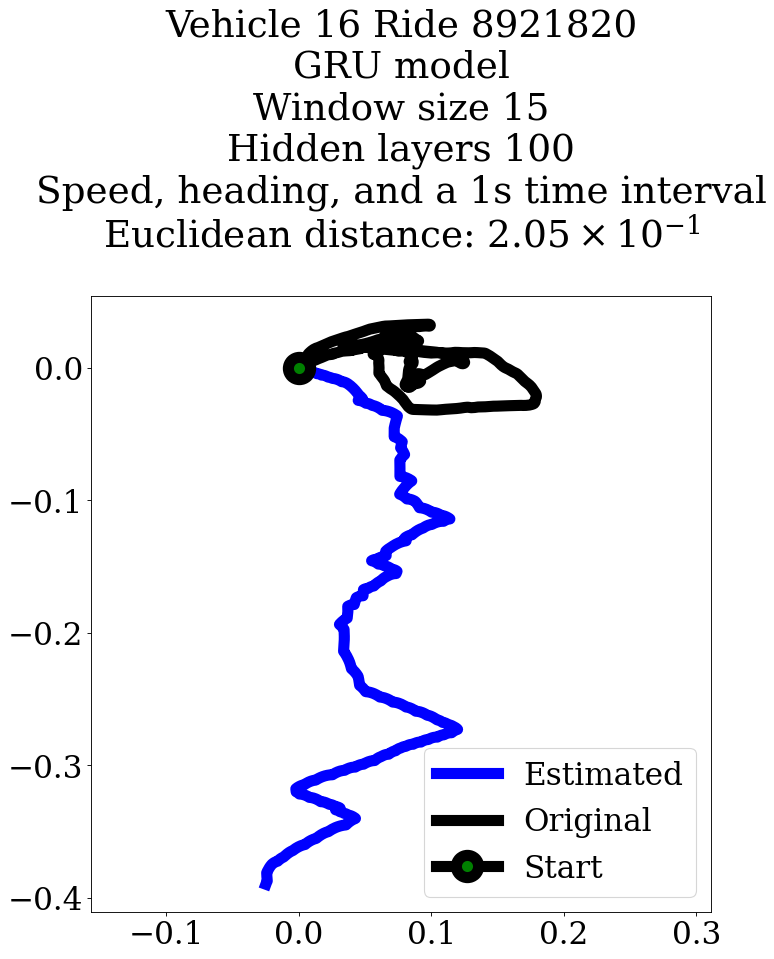 Vehicle 16 Ride 8921820
GRU model
Window size 15
Hidden layers 100
Speed, heading, and a 1s time interval
Euclidean distance: 2.05 × 10⁻¹
0.0
−0.1
−0.2
−0.3
−0.4
Estimated
Original
Start
−0.1
0.0
0.1
0.2
0.3